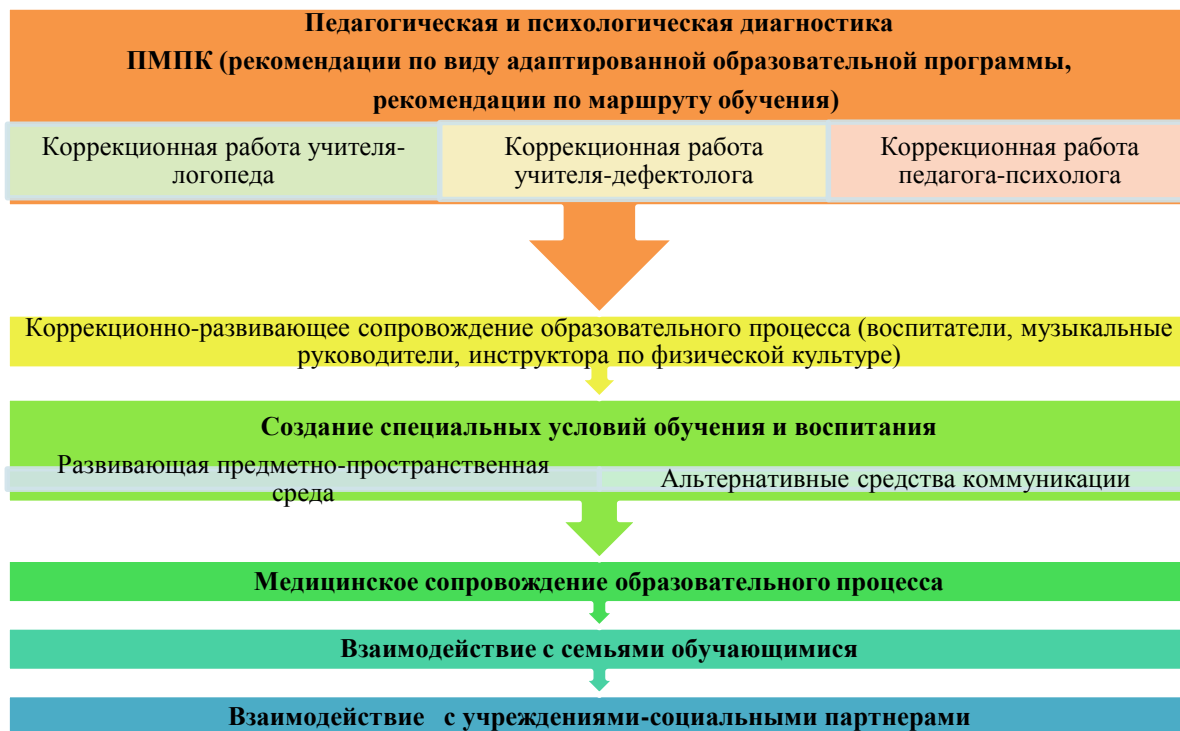 Педагогическая и психологическая диагностика
ПМПК (рекомендации по виду адаптированной образовательной программы,
рекомендации по маршруту обучения)
Коррекционная работа учителя-
логопеда
Коррекционная работа
учителя-дефектолога
Коррекционная работа
педагога-психолога
Коррекционно-развивающее сопровождение образовательного процесса (воспитатели, музыкальные
руководители, инструктора по физической культуре)
Создание специальных условий обучения и воспитания
Развивающая предметно-пространственная
среда
Альтернативные средства коммуникации
Медицинское сопровождение образовательного процесса
Взаимодействие с семьями обучающимися
Взаимодействие с учреждениями-социальными партнерами